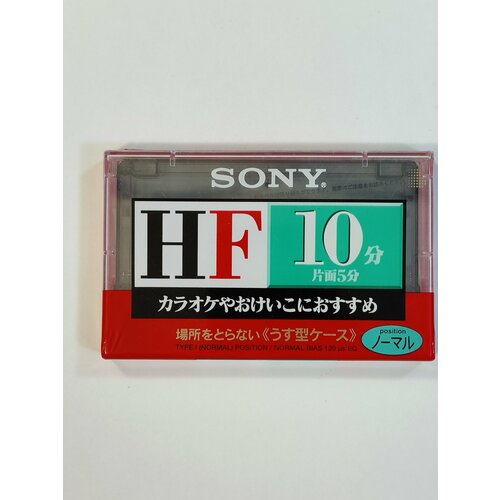 SONY®
HF 10分
片面5分
カラオケやおけいこにおすすめ
場所をとらない《うす型ケース》
position
ノーマル
TYPE I (NORMAL) POSITION / NORMAL BIAS 120 μs EQ